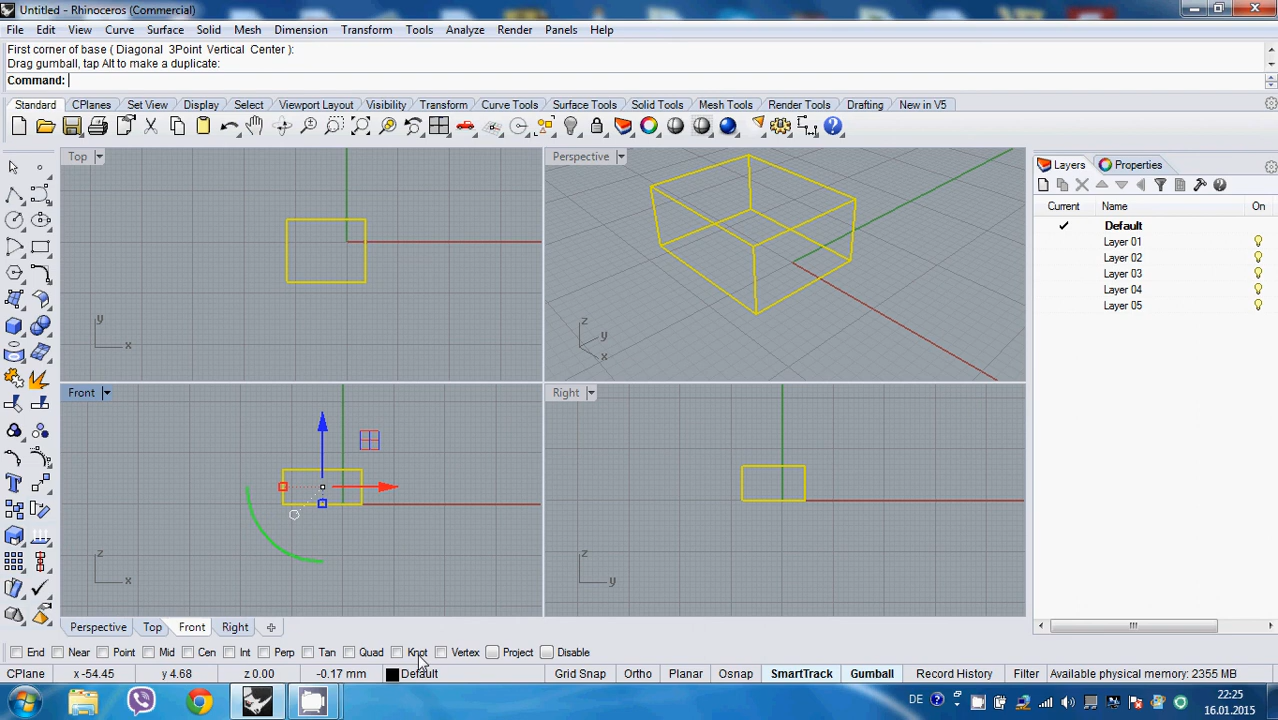 Untitled - Rhinoceros (Commercial)
File Edit View Curve Surface Solid Mesh Dimension Transform Tools Analyze Render Panels Help
First corner of base ( Diagonal 3Point Vertical Center ):
Drag gumball, tap Alt to make a duplicate:
Command:
Standard CPlanes Set View Display Select Viewport Layout Visibility Transform Curve Tools Surface Tools Solid Tools Mesh Tools Render Tools Drafting New in V5
Top
Perspective
Layers Properties
Current Name On
Default
Layer 01
Layer 02
Layer 03
Layer 04
Layer 05
y
x
z
y
x
Front
Right
z
x
z
y
Perspective Top Front Right
End Near Point Mid Cen Int Perp Tan Quad Knot Vertex Project Disable
CPlane x -54.45 y 4.68 z 0.00 -0.17 mm Default Grid Snap Ortho Planar Osnap SmartTrack Gumball Record History Filter Available physical memory: 2355 MB
DE 22:25
16.01.2015